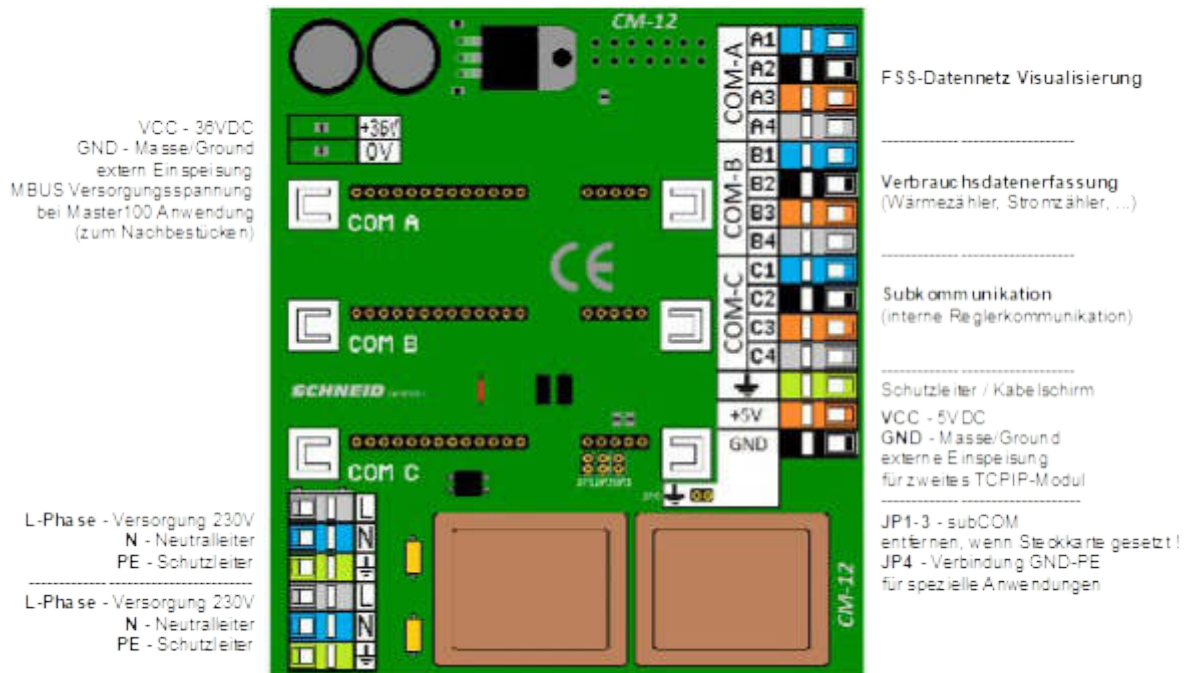 CM-12
VCC - 36VDC
GND - Masse/Ground
extern Einspeisung
MBUS Versorgungsspannung
bei Master100 Anwendung
(zum Nachbestücken)
+36V
0V
COM A
COM B
SCHNEID
COM C
L-Phase - Versorgung 230V
N - Neutralleiter
PE - Schutzleiter
L-Phase - Versorgung 230V
N - Neutralleiter
PE - Schutzleiter
L
N
L
N
CE
COM-A
A1
A2
A3
A4
COM-B
B1
B2
B3
B4
COM-C
C1
C2
C3
C4
+5V
GND
CM-12
FSS-Datennetz Visualisierung
Verbrauchsdatenerfassung
(Wärmezähler, Stromzähler, ...)
Subkommunikation
(interne Reglerkommunikation)
Schutzleiter / Kabelschirm
VCC - 5VDC
GND - Masse/Ground
externe Einspeisung
für zweites TCPIP-Modul
JP1-3 - subCOM
entfernen, wenn Steckkarte gesetzt !
JP4 - Verbindung GND-PE
für spezielle Anwendungen